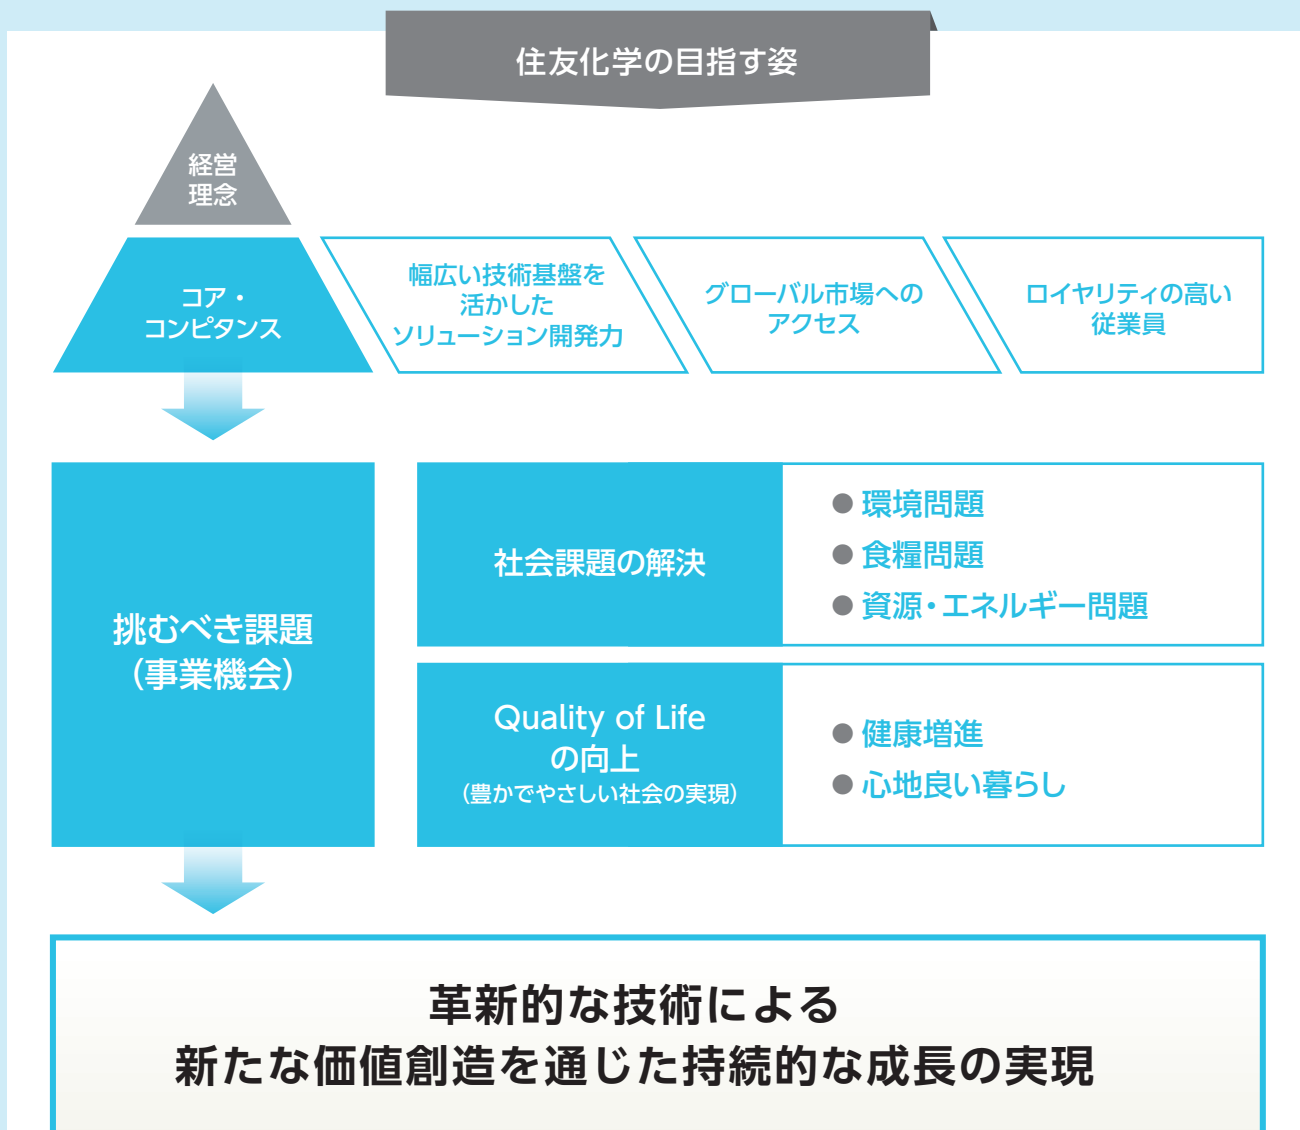 住友化学の目指す姿
経営
理念
コア・
コンピタンス
幅広い技術基盤を
活かした
ソリューション開発力
グローバル市場への
アクセス
ロイヤリティの高い
従業員
挑むべき課題
（事業機会）
社会課題の解決
● 環境問題
● 食糧問題
● 資源・エネルギー問題
Quality of Life
の向上
（豊かでやさしい社会の実現）
● 健康増進
● 心地良い暮らし
革新的な技術による
新たな価値創造を通じた持続的な成長の実現